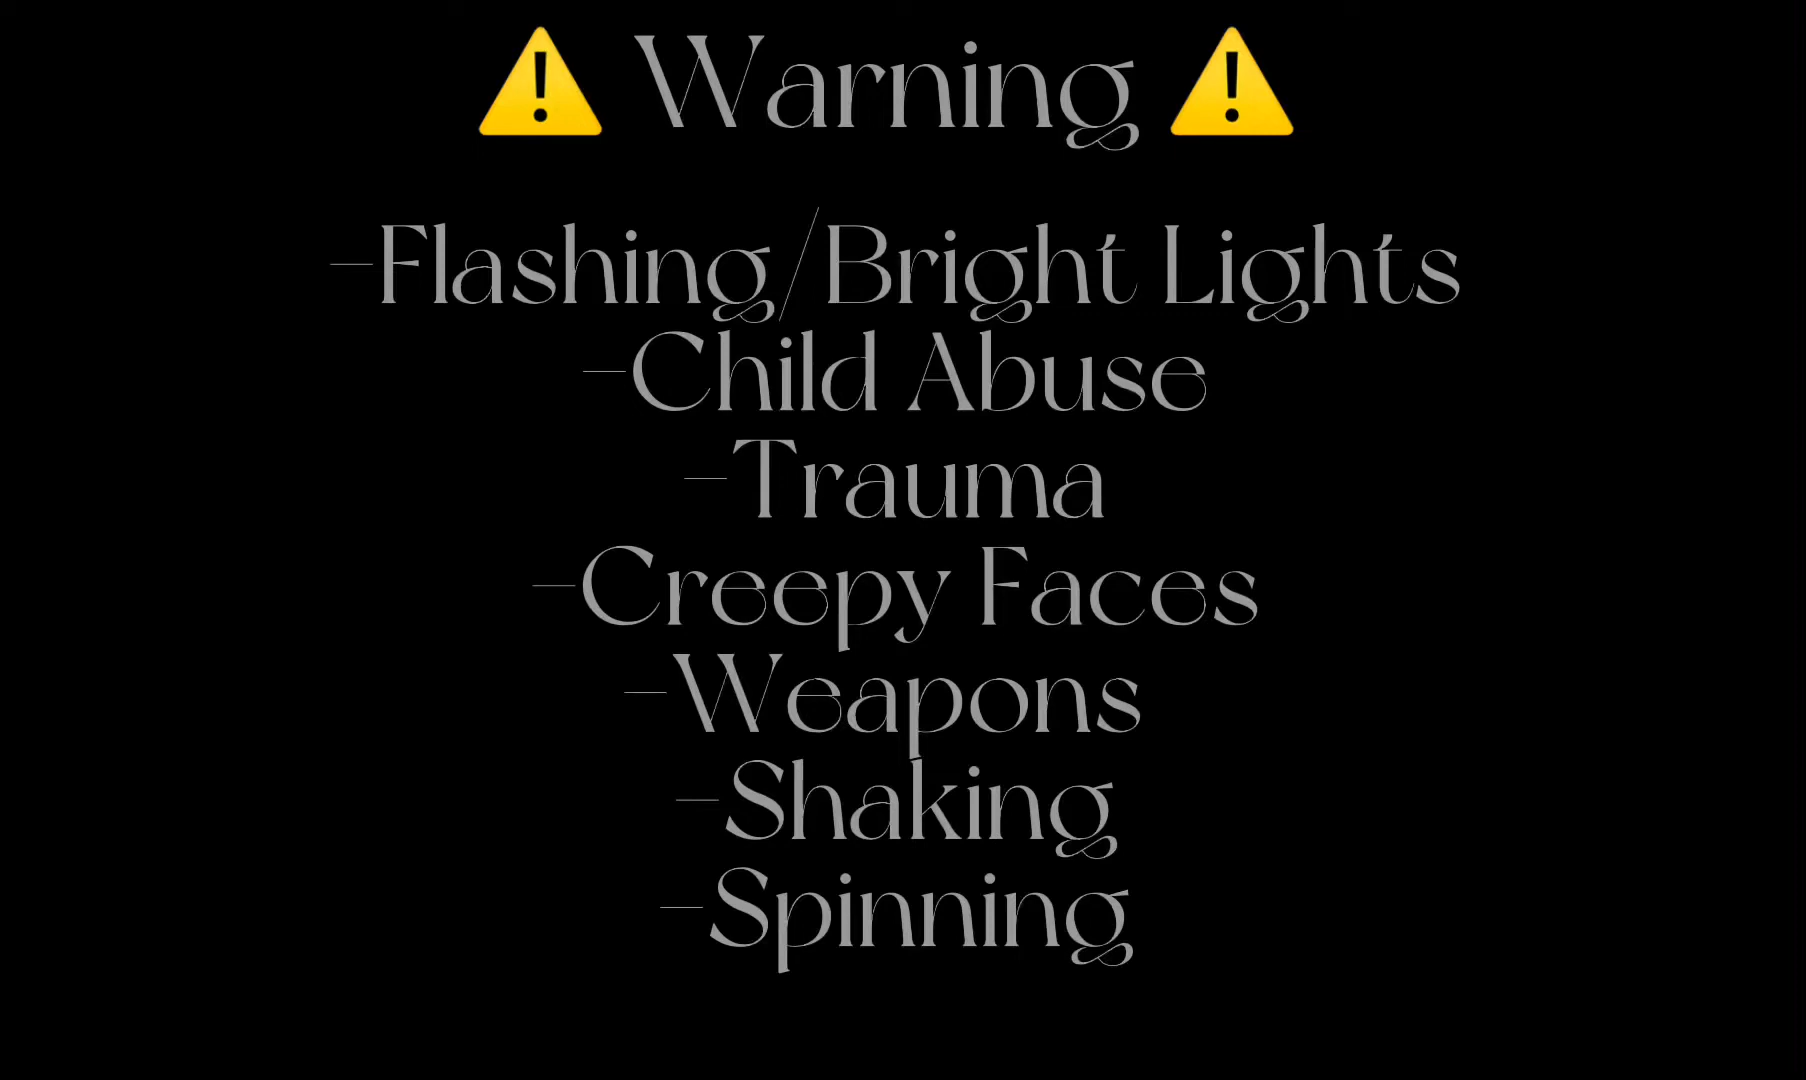 ⚠️ Warning ⚠️
-Flashing/Bright Lights
-Child Abuse
-Trauma
-Creepy Faces
-Weapons
-Shaking
-Spinning